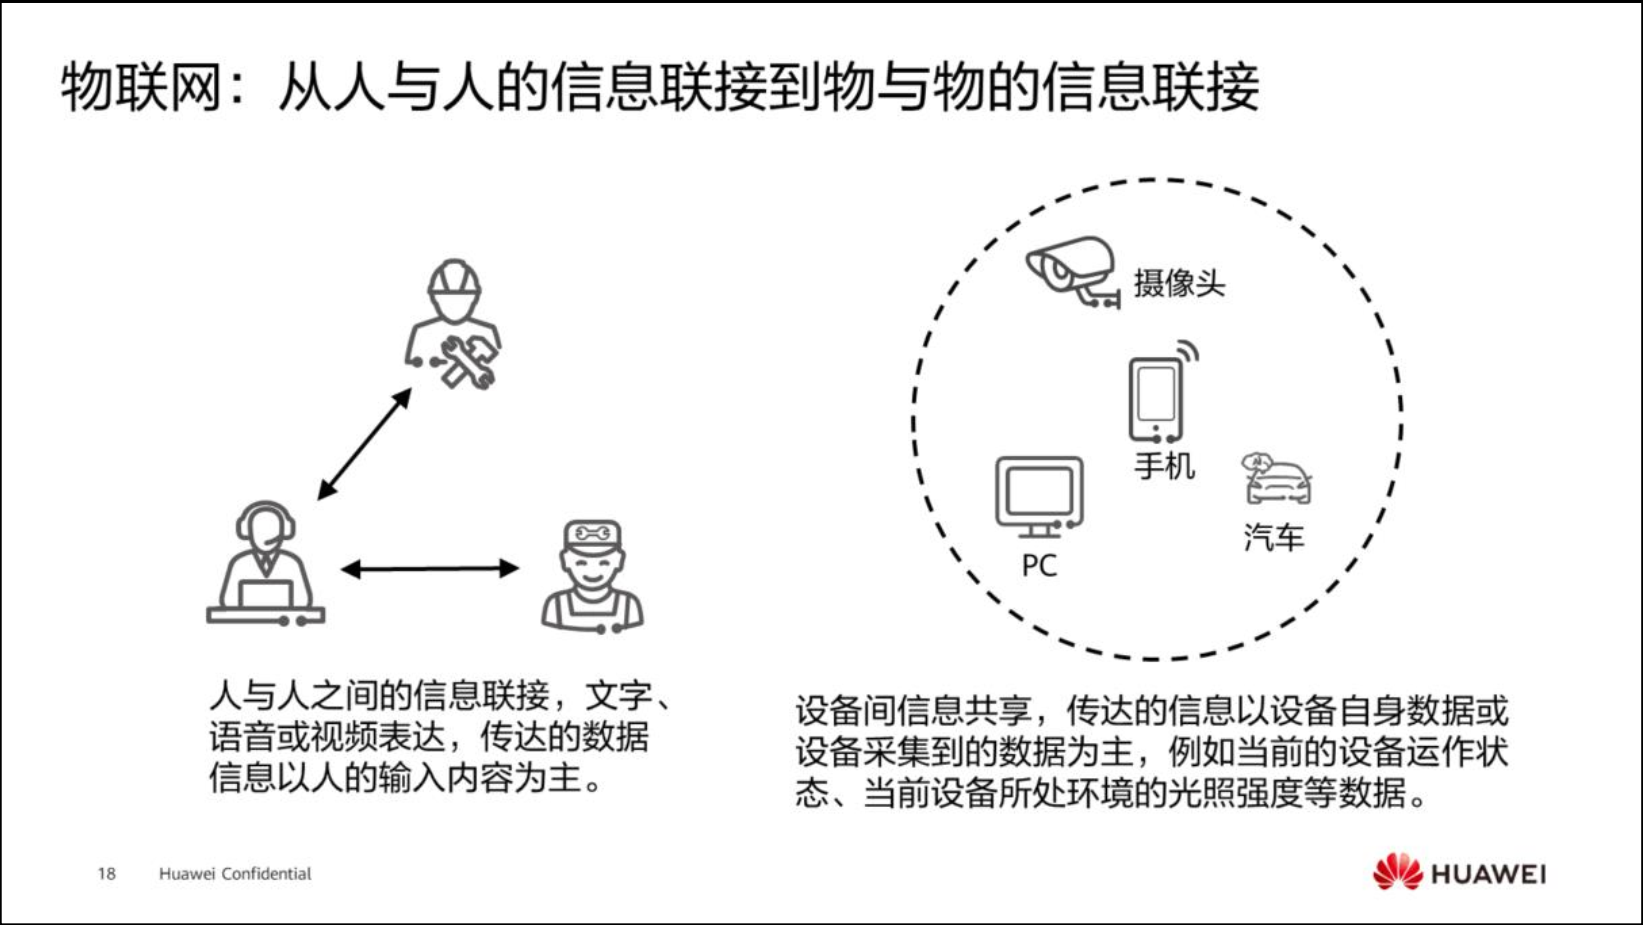 物联网：从人与人的信息联接到物与物的信息联接
摄像头
手机
PC
汽车
人与人之间的信息联接，文字、
语音或视频表达，传达的数据
信息以人的输入内容为主。
设备间信息共享，传达的信息以设备自身数据或
设备采集到的数据为主，例如当前的设备运作状
态、当前设备所处环境的光照强度等数据。
18 Huawei Confidential
HUAWEI